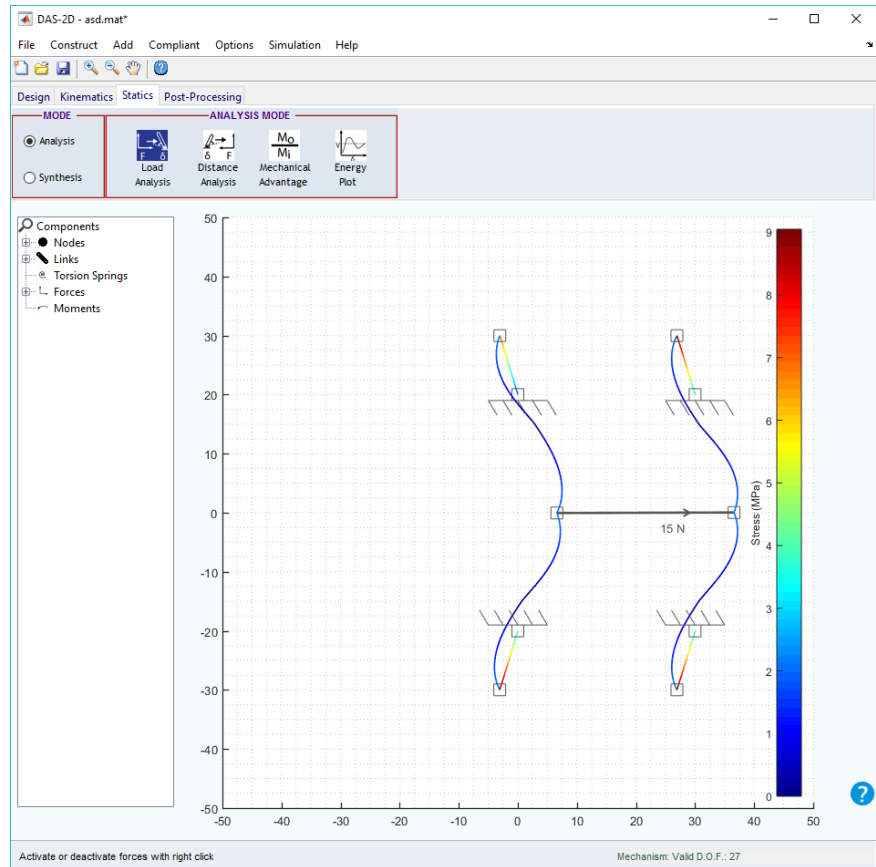 DAS-2D - asd.mat*
File Construct Add Compliant Options Simulation Help
Design Kinematics Statics Post-Processing
MODE
Analysis
Synthesis
ANALYSIS MODE
F δ
Load
Analysis
δ F
Distance
Analysis
Mo
Mi
Mechanical
Advantage
V
Energy
Plot
Components
Nodes
Links
Torsion Springs
Forces
Moments
50
40
30
20
10
0
-10
-20
-30
-40
-50
-50 -40 -30 -20 -10 0 10 20 30 40 50
15 N
Stress (MPa)
9
8
7
6
5
4
3
2
1
0
?
Activate or deactivate forces with right click
Mechanism: Valid D.O.F.: 27